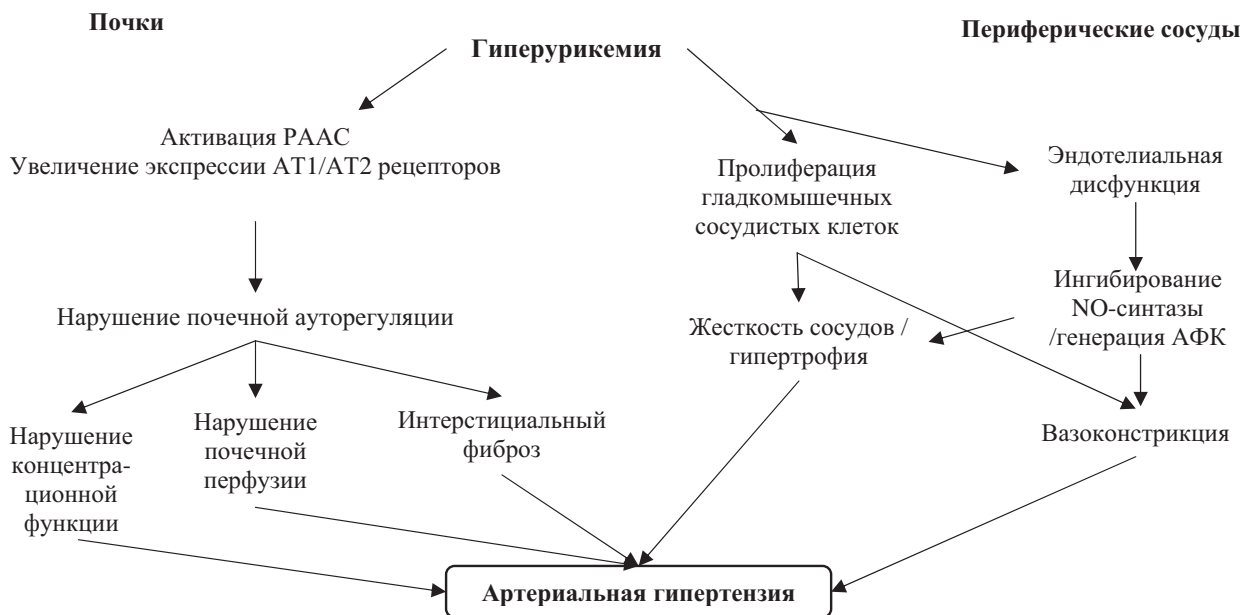 Почки
Гиперурикемия
Периферические сосуды
Активация РААС
Увеличение экспрессии АТ1/АТ2 рецепторов
Пролиферация
гладкомышечных
сосудистых клеток
Эндотелиальная
дисфункция
Нарушение почечной ауторегуляции
Жесткость сосудов /
гипертрофия
Ингибирование
NO-синтазы
/генерация АФК
Нарушение
концентра-
ционной
функции
Нарушение
почечной
перфузии
Интерстициальный
фиброз
Вазоконстрикция
Артериальная гипертензия